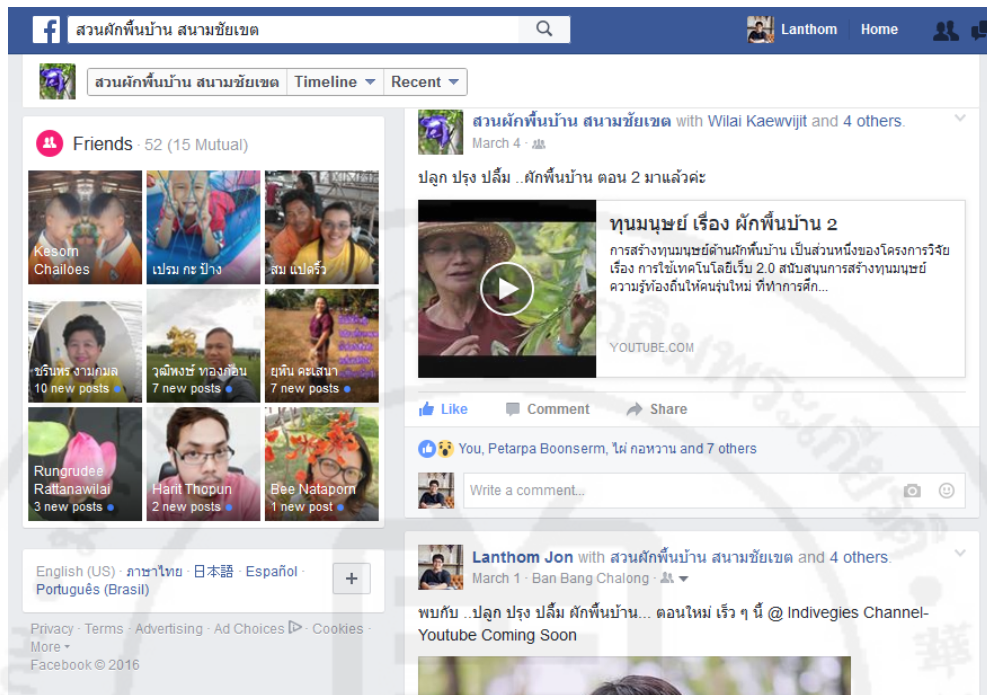 สวนผักพื้นบ้าน สนามชัยเขต
Lanthom
Home
สวนผักพื้นบ้าน สนามชัยเขต
Timeline
Recent
Friends · 52 (15 Mutual)
Kesorn
Chailoes
เปรม กะ ป้าง
สม แปดริ้ว
ชรินทร งามกมล
10 new posts
วุฒิพงษ์ ทองก้อน
7 new posts
ยุพิน คะเสนา
7 new posts
Rungrudee
Rattanawilai
3 new posts
Harit Thopun
2 new posts
Bee Nataporn
1 new post
English (US) · ภาษาไทย · 日本語 · Español ·
Português (Brasil)
Privacy · Terms · Advertising · Ad Choices · Cookies ·
More
Facebook © 2016
สวนผักพื้นบ้าน สนามชัยเขต with Wilai Kaewvijit and 4 others.
March 4 ·
ปลูก ปรุง ปลื้ม ..ผักพื้นบ้าน ตอน 2 มาแล้วค่ะ
ทุนมนุษย์ เรื่อง ผักพื้นบ้าน 2
การสร้างทุนมนุษย์ด้านผักพื้นบ้าน เป็นส่วนหนึ่งของโครงการวิจัย
เรื่อง การใช้เทคโนโลยีเว็บ 2.0 สนับสนุนการสร้างทุนมนุษย์
ความรู้ท้องถิ่นให้คนรุ่นใหม่ ที่ทำการศึก...
YOUTUBE.COM
Like Comment Share
You, Petarpa Boonserm, ไผ่ กอหวาน and 7 others
Write a comment...
Lanthom Jon with สวนผักพื้นบ้าน สนามชัยเขต and 4 others.
March 1 · Ban Bang Chalong ·
พบกับ ..ปลูก ปรุง ปลื้ม ผักพื้นบ้าน... ตอนใหม่ เร็ว ๆ นี้ @ Indivegies Channel-
Youtube Coming Soon